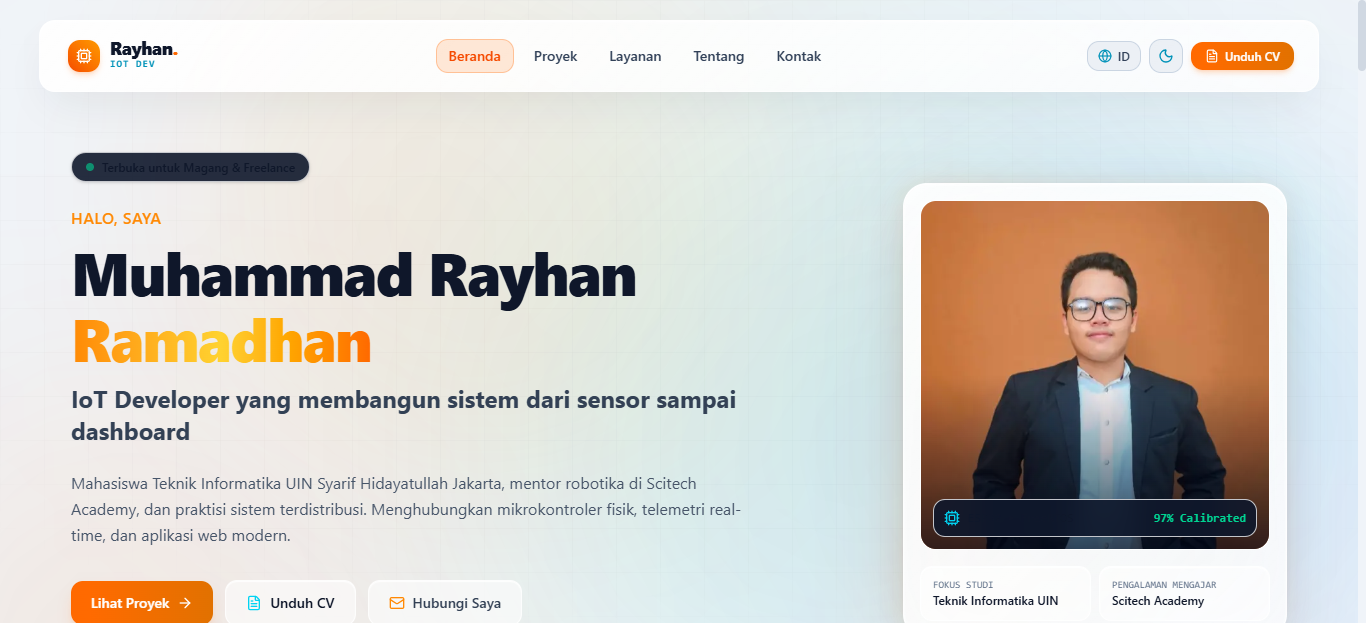 Rayhan.
IOT DEV
Beranda
Proyek
Layanan
Tentang
Kontak
ID
Unduh CV
Terbuka untuk Magang & Freelance
HALO, SAYA
Muhammad Rayhan
Ramadhan
IoT Developer yang membangun sistem dari sensor sampai
dashboard
Mahasiswa Teknik Informatika UIN Syarif Hidayatullah Jakarta, mentor robotika di Scitech
Academy, dan praktisi sistem terdistribusi. Menghubungkan mikrokontroler fisik, telemetri real-
time, dan aplikasi web modern.
Lihat Proyek
Unduh CV
Hubungi Saya
97% Calibrated
FOKUS STUDI
Teknik Informatika UIN
PENGALAMAN MENGAJAR
Scitech Academy